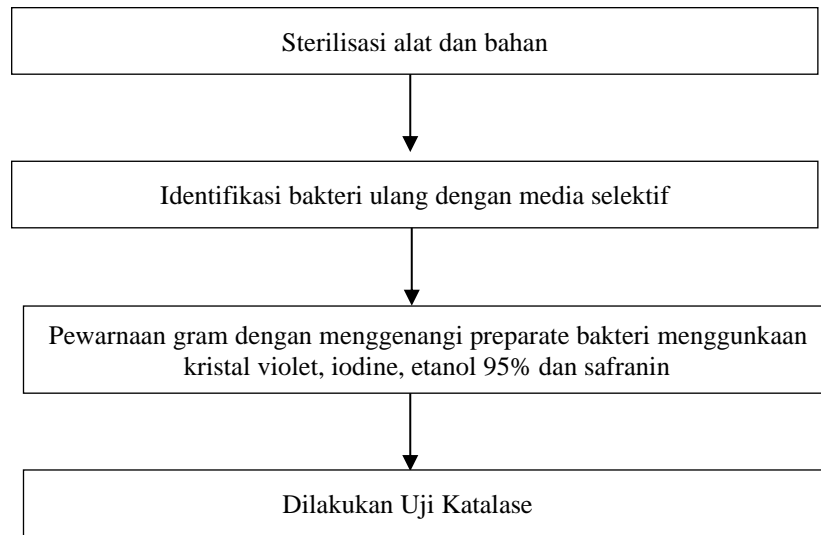 Sterilisasi alat dan bahan
Identifikasi bakteri ulang dengan media selektif
Pewarnaan gram dengan menggenangi preparate bakteri menggunkaan
kristal violet, iodine, etanol 95% dan safranin
Dilakukan Uji Katalase